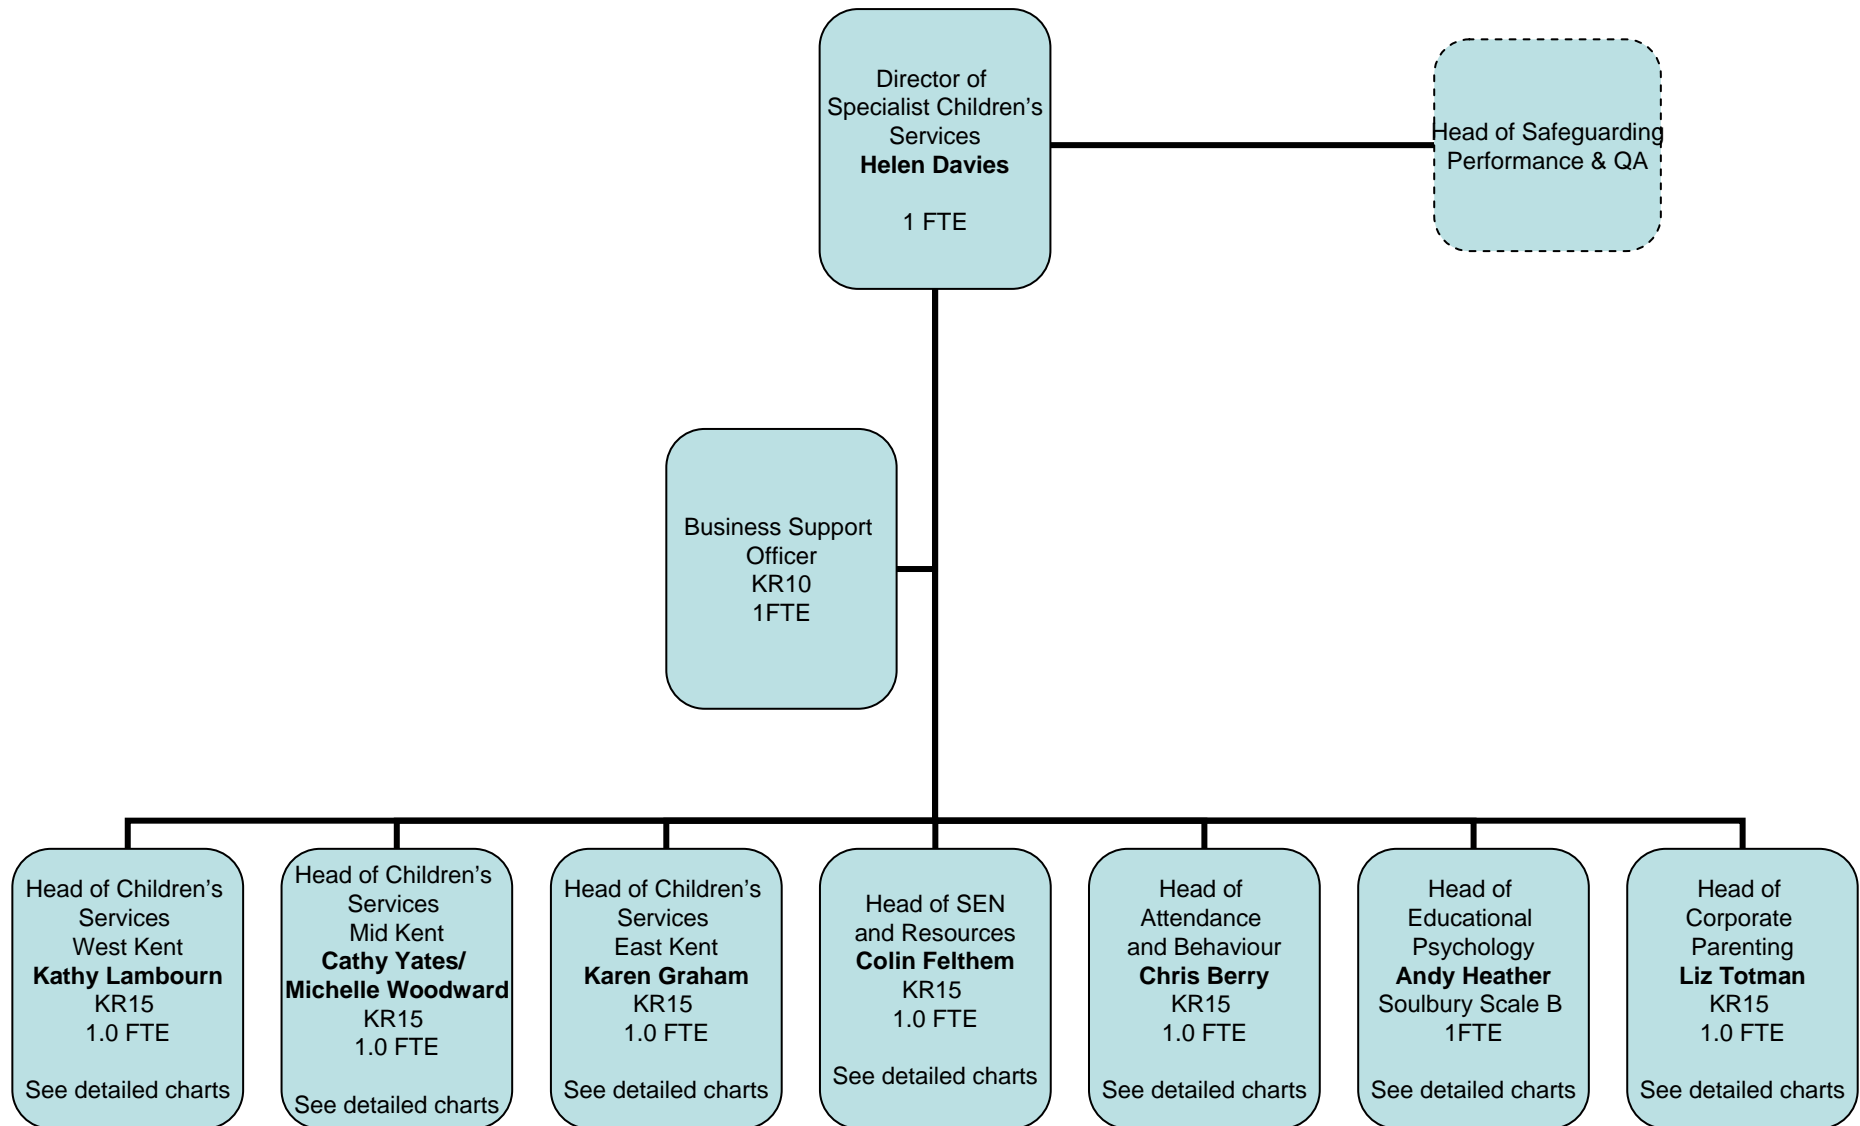 Director of
Specialist Children’s
Services
Helen Davies
1 FTE
Head of Safeguarding
Performance & QA
Business Support
Officer
KR10
1FTE
Head of Children’s
Services
West Kent
Kathy Lambourn
KR15
1.0 FTE
See detailed charts
Head of Children’s
Services
Mid Kent
Cathy Yates/
Michelle Woodward
KR15
1.0 FTE
See detailed charts
Head of Children’s
Services
East Kent
Karen Graham
KR15
1.0 FTE
See detailed charts
Head of SEN
and Resources
Colin Felthem
KR15
1.0 FTE
See detailed charts
Head of
Attendance
and Behaviour
Chris Berry
KR15
1.0 FTE
See detailed charts
Head of
Educational
Psychology
Andy Heather
Soulbury Scale B
1FTE
See detailed charts
Head of
Corporate
Parenting
Liz Totman
KR15
1.0 FTE
See detailed charts